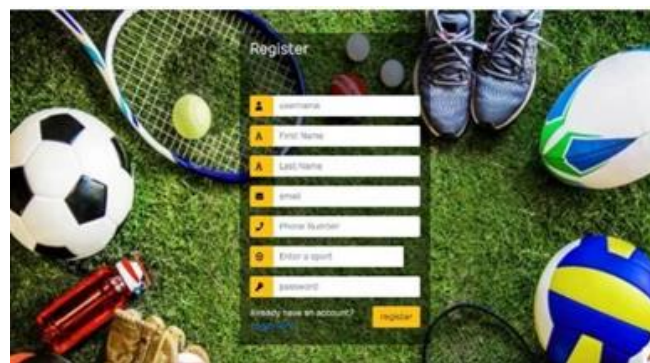 Register
username
First Name
Last Name
email
Phone Number
Enter a sport
password
Already have an account?
register